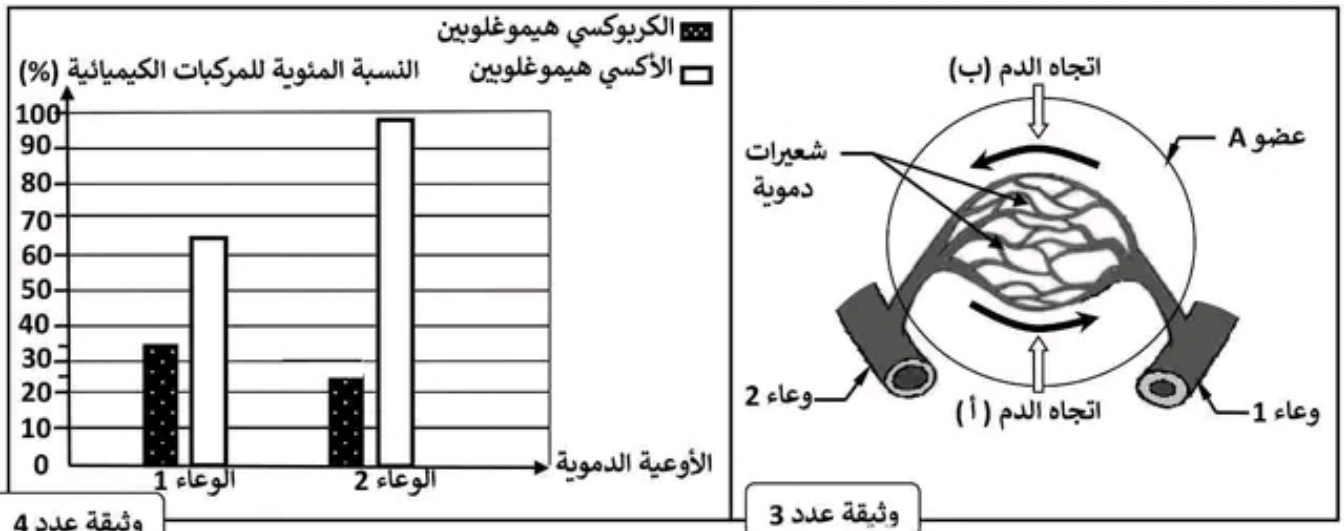 الكربوكسي هيموغلوبين
الأكسي هيموغلوبين
النسبة المئوية للمركبات الكيميائية (%)
100
90
80
70
60
50
40
30
20
10
0
الوعاء 1
الوعاء 2
الأوعية الدموية
وثيقة عدد 4
اتجاه الدم (ب)
عضو A
شعيرات
دموية
وعاء 2
اتجاه الدم (أ)
وعاء 1
وثيقة عدد 3